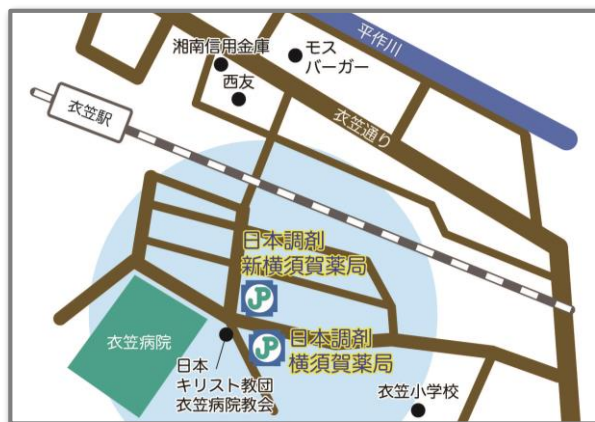 湘南信用金庫
モス
バーガー
平作川
西友
衣笠駅
衣笠通り
日本調剤
新横須賀薬局
JP
衣笠病院
JP
日本調剤
横須賀薬局
日本
キリスト教団
衣笠病院教会
衣笠小学校